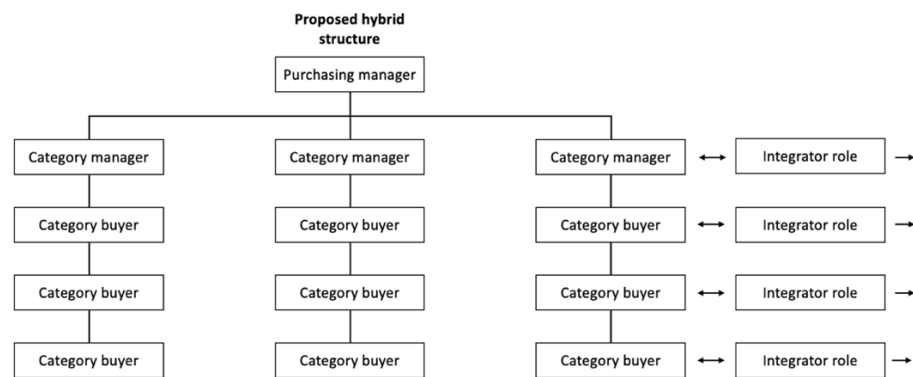 Proposed hybrid
structure
Purchasing manager
Category manager
Category manager
Category manager
Integrator role
Category buyer
Category buyer
Category buyer
Integrator role
Category buyer
Category buyer
Category buyer
Integrator role
Category buyer
Category buyer
Category buyer
Integrator role